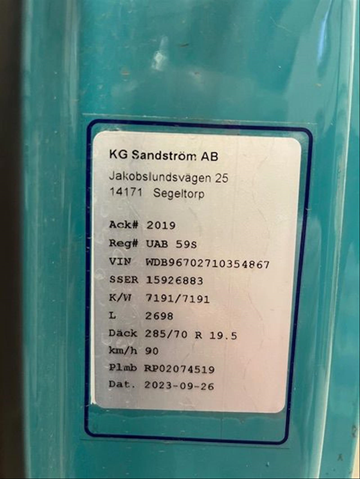 KG Sandström AB
Jakobslundsvägen 25
14171 Segeltorp
Ack# 2019
Reg# UAB 59S
VIN WDB96702710354867
SSER 15926883
K/W 7191/7191
L 2698
Däck 285/70 R 19.5
km/h 90
Plmb RP02074519
Dat. 2023-09-26